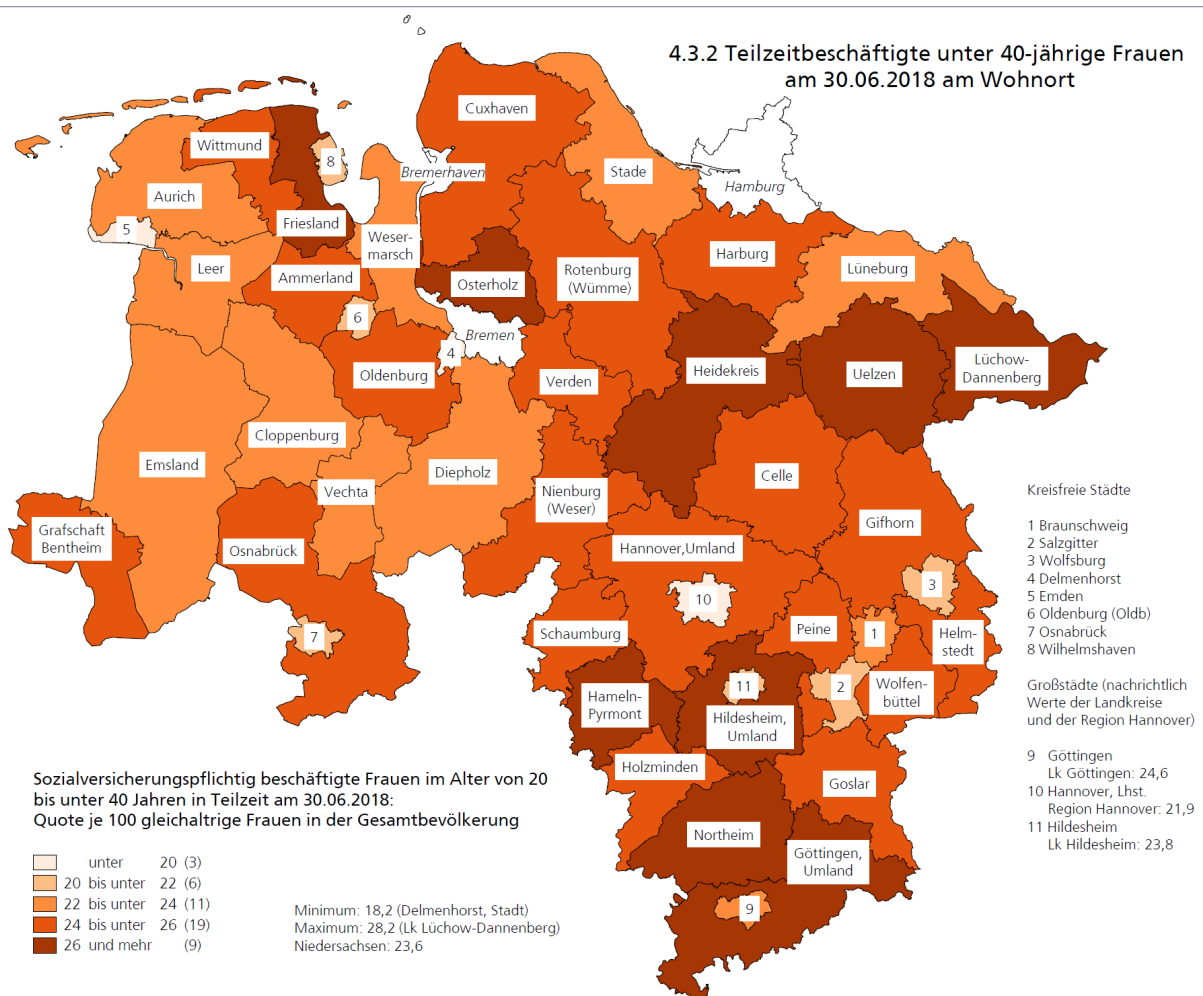 4.3.2 Teilzeitbeschäftigte unter 40-jährige Frauen
am 30.06.2018 am Wohnort
Cuxhaven
Wittmund
8
Bremerhaven
Stade
Hamburg
Aurich
5
Friesland
Weser-
marsch
Harburg
Leer
Ammerland
Osterholz
Rotenburg
(Wümme)
Lüneburg
6
Bremen
4
Oldenburg
Verden
Heidekreis
Uelzen
Lüchow-
Dannenberg
Cloppenburg
Emsland
Vechta
Diepholz
Nienburg
(Weser)
Celle
Gifhorn
Grafschaft
Bentheim
Osnabrück
Hannover,Umland
3
10
7
Schaumburg
Peine
1
Helm-
stedt
Hameln-
Pyrmont
11
Hildesheim,
Umland
2
Wolfen-
büttel
Holzminden
Goslar
Northeim
Göttingen,
Umland
9
Kreisfreie Städte
1 Braunschweig
2 Salzgitter
3 Wolfsburg
4 Delmenhorst
5 Emden
6 Oldenburg (Oldb)
7 Osnabrück
8 Wilhelmshaven
Großstädte (nachrichtlich
Werte der Landkreise
und der Region Hannover)
9 Göttingen
Lk Göttingen: 24,6
10 Hannover, Lhst.
Region Hannover: 21,9
11 Hildesheim
Lk Hildesheim: 23,8
Sozialversicherungspflichtig beschäftigte Frauen im Alter von 20
bis unter 40 Jahren in Teilzeit am 30.06.2018:
Quote je 100 gleichaltrige Frauen in der Gesamtbevölkerung
unter 20 (3)
20 bis unter 22 (6)
22 bis unter 24 (11)
24 bis unter 26 (19)
26 und mehr (9)
Minimum: 18,2 (Delmenhorst, Stadt)
Maximum: 28,2 (Lk Lüchow-Dannenberg)
Niedersachsen: 23,6